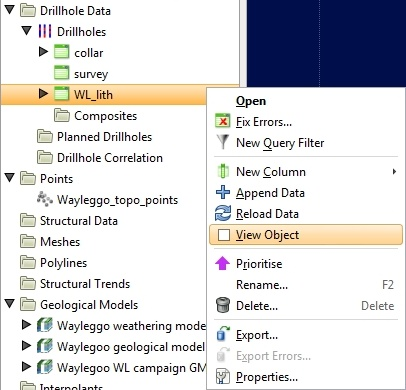 Drillhole Data
Drillholes
collar
survey
WL_lith
Composites
Planned Drillholes
Drillhole Correlation
Points
Wayleggo_topo_points
Structural Data
Meshes
Polylines
Structural Trends
Geological Models
Wayleggo weathering mode
Waylegoo geological model
Waylegoo WL campaign GM
Interpolants
Open
Fix Errors...
New Query Filter
New Column
Append Data
Reload Data
View Object
Prioritise
Rename... F2
Delete... Delete
Export...
Export Errors...
Properties...